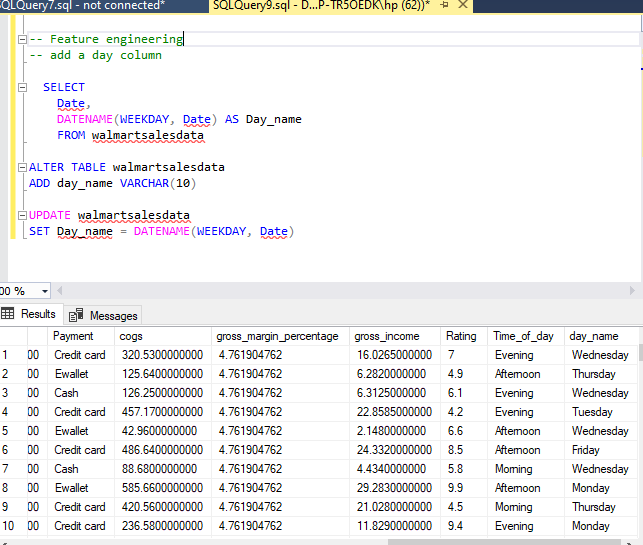 SQLQuery7.sql - not connected*
SQLQuery9.sql - D...P-TR5OEDK\hp (62))*
-- Feature engineering
-- add a day column
SELECT
Date,
DATENAME(WEEKDAY, Date) AS Day_name
FROM walmartsalesdata
ALTER TABLE walmartsalesdata
ADD day_name VARCHAR(10)
UPDATE walmartsalesdata
SET Day_name = DATENAME(WEEKDAY, Date)
00 %
Results Messages
Payment cogs gross_margin_percentage gross_income Rating Time_of_day day_name
1 00 Credit card 320.5300000000 4.761904762 16.0265000000 7 Evening Wednesday
2 00 Ewallet 125.6400000000 4.761904762 6.2820000000 4.9 Afternoon Thursday
3 00 Cash 126.2500000000 4.761904762 6.3125000000 6.1 Evening Wednesday
4 00 Credit card 457.1700000000 4.761904762 22.8585000000 4.2 Evening Tuesday
5 00 Ewallet 42.9600000000 4.761904762 2.1480000000 6.6 Afternoon Wednesday
6 00 Credit card 486.6400000000 4.761904762 24.3320000000 8.5 Afternoon Friday
7 00 Cash 88.6800000000 4.761904762 4.4340000000 5.8 Morning Wednesday
8 00 Ewallet 585.6600000000 4.761904762 29.2830000000 9.9 Afternoon Monday
9 00 Credit card 420.5600000000 4.761904762 21.0280000000 4.5 Morning Thursday
10 00 Credit card 236.5800000000 4.761904762 11.8290000000 9.4 Evening Monday